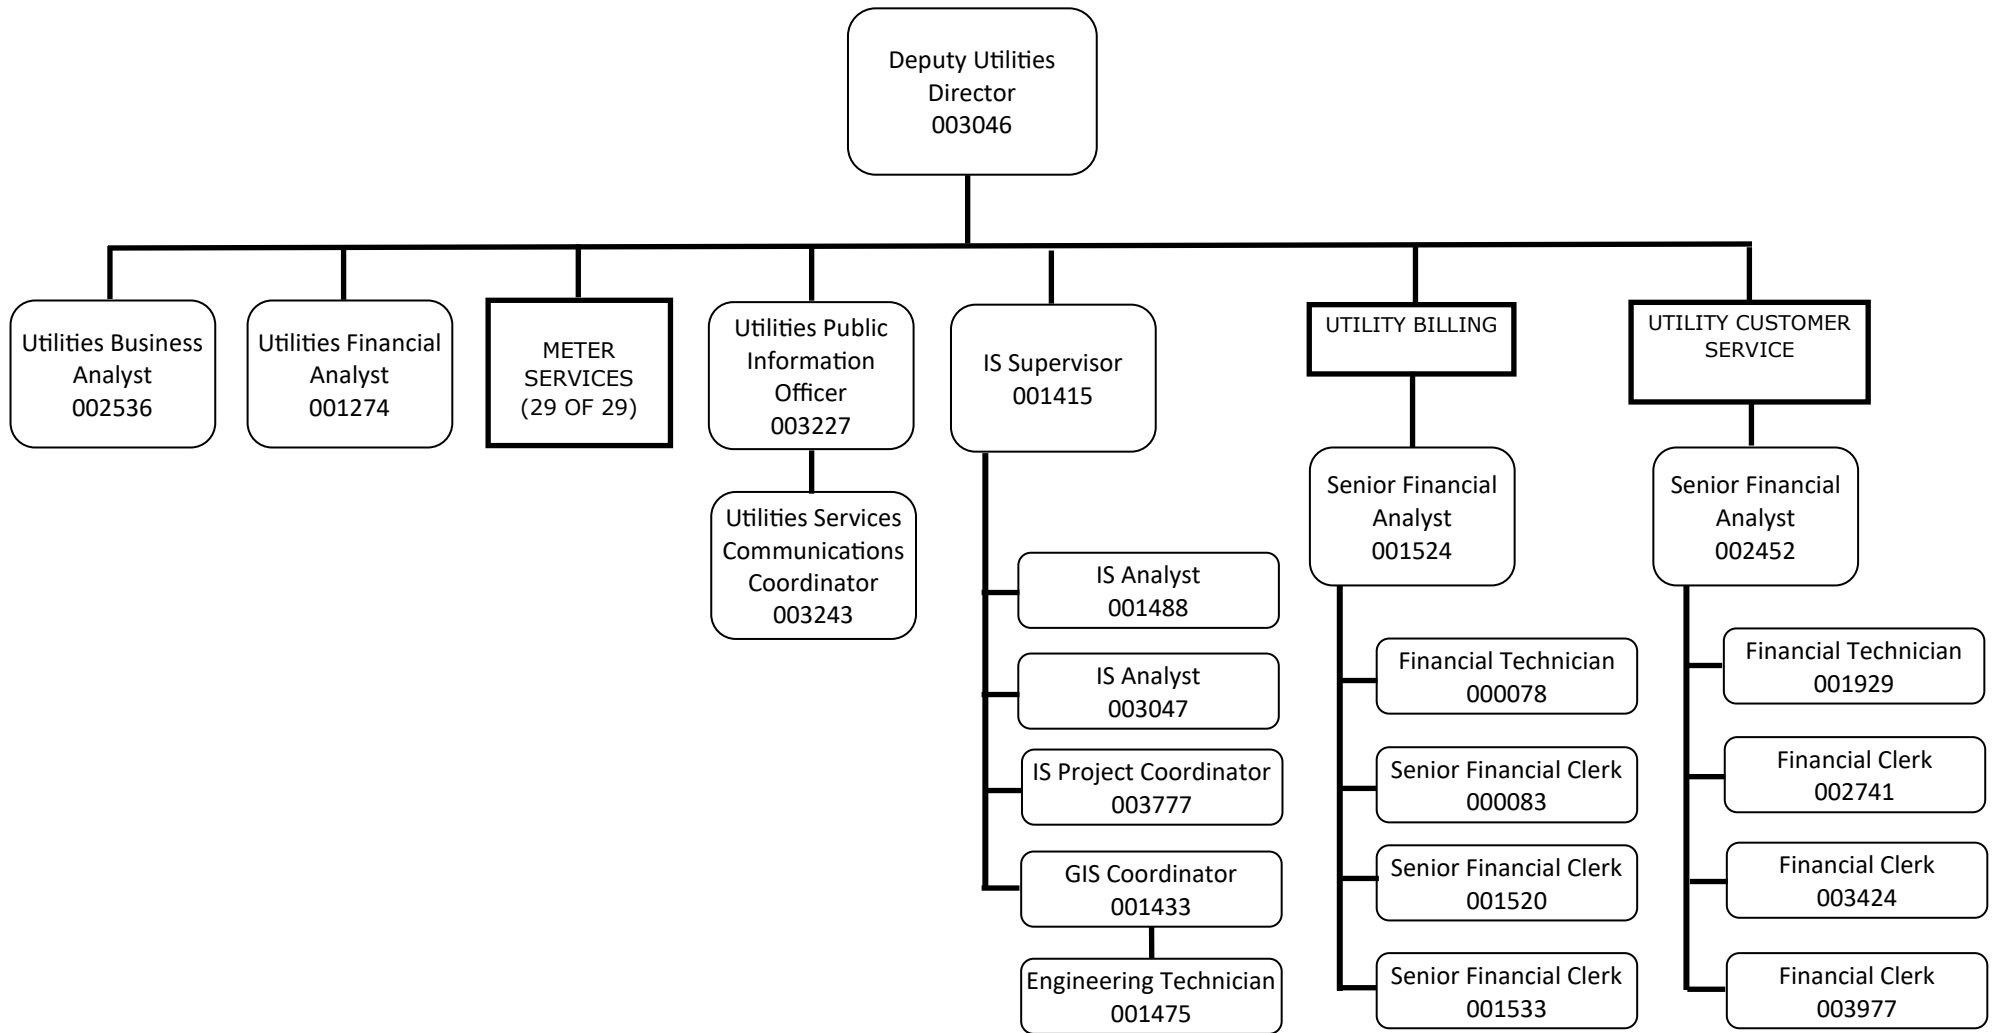 Deputy Utilities
Director
003046
Utilities Business
Analyst
002536
Utilities Financial
Analyst
001274
METER
SERVICES
(29 OF 29)
Utilities Public
Information
Officer
003227
Utilities Services
Communications
Coordinator
003243
IS Supervisor
001415
IS Analyst
001488
IS Analyst
003047
IS Project Coordinator
003777
GIS Coordinator
001433
Engineering Technician
001475
UTILITY BILLING
Senior Financial
Analyst
001524
Financial Technician
000078
Senior Financial Clerk
000083
Senior Financial Clerk
001520
Senior Financial Clerk
001533
UTILITY CUSTOMER
SERVICE
Senior Financial
Analyst
002452
Financial Technician
001929
Financial Clerk
002741
Financial Clerk
003424
Financial Clerk
003977